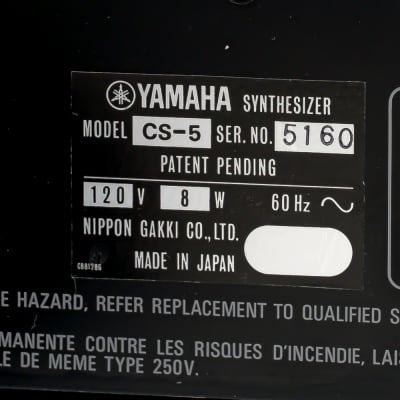 YAMAHA SYNTHESIZER
MODEL CS-5 SER. NO. 5160
PATENT PENDING
120 V 8 W 60 Hz
NIPPON GAKKI CO., LTD.
MADE IN JAPAN
E HAZARD, REFER REPLACEMENT TO QUALIFIED S
MANENTE CONTRE LES RISQUES D'INCENDIE, LAIS
LE DE MEME TYPE 250V.